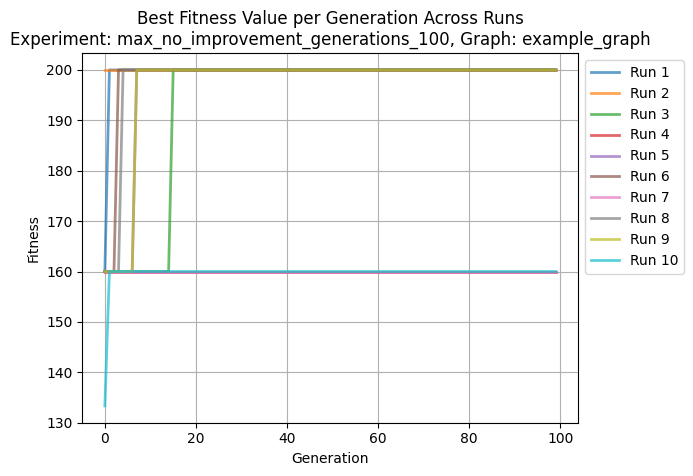 Best Fitness Value per Generation Across Runs
Experiment: max_no_improvement_generations_100, Graph: example_graph
200
190
180
170
160
150
140
130
Fitness
0
20
40
60
80
100
Generation
Run 1
Run 2
Run 3
Run 4
Run 5
Run 6
Run 7
Run 8
Run 9
Run 10